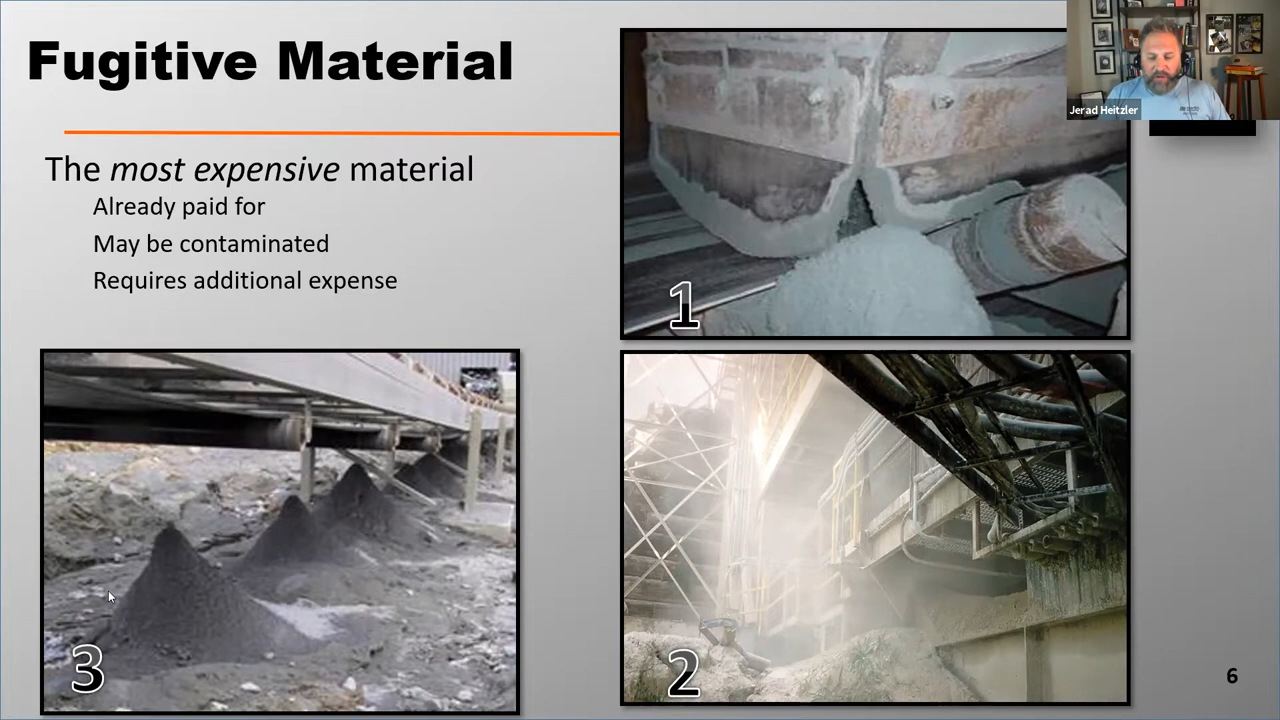 Fugitive Material
Jerad Heitzler
The most expensive material
Already paid for
May be contaminated
Requires additional expense
1
3
2
6